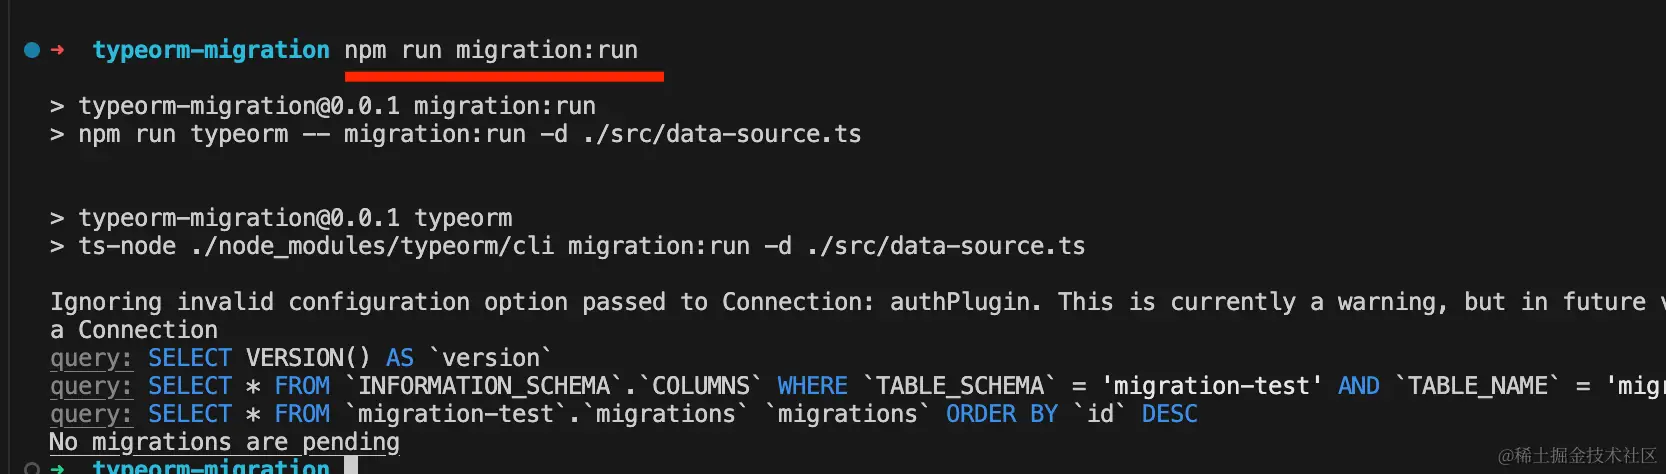 ➜ typeorm-migration npm run migration:run
> typeorm-migration@0.0.1 migration:run
> npm run typeorm -- migration:run -d ./src/data-source.ts
> typeorm-migration@0.0.1 typeorm
> ts-node ./node_modules/typeorm/cli migration:run -d ./src/data-source.ts
Ignoring invalid configuration option passed to Connection: authPlugin. This is currently a warning, but in future v
a Connection
query: SELECT VERSION() AS `version`
query: SELECT * FROM `INFORMATION_SCHEMA`.`COLUMNS` WHERE `TABLE_SCHEMA` = 'migration-test' AND `TABLE_NAME` = 'mig
query: SELECT * FROM `migration-test`.`migrations` `migrations` ORDER BY `id` DESC
No migrations are pending
➜ typeorm-migration
@稀土掘金技术社区